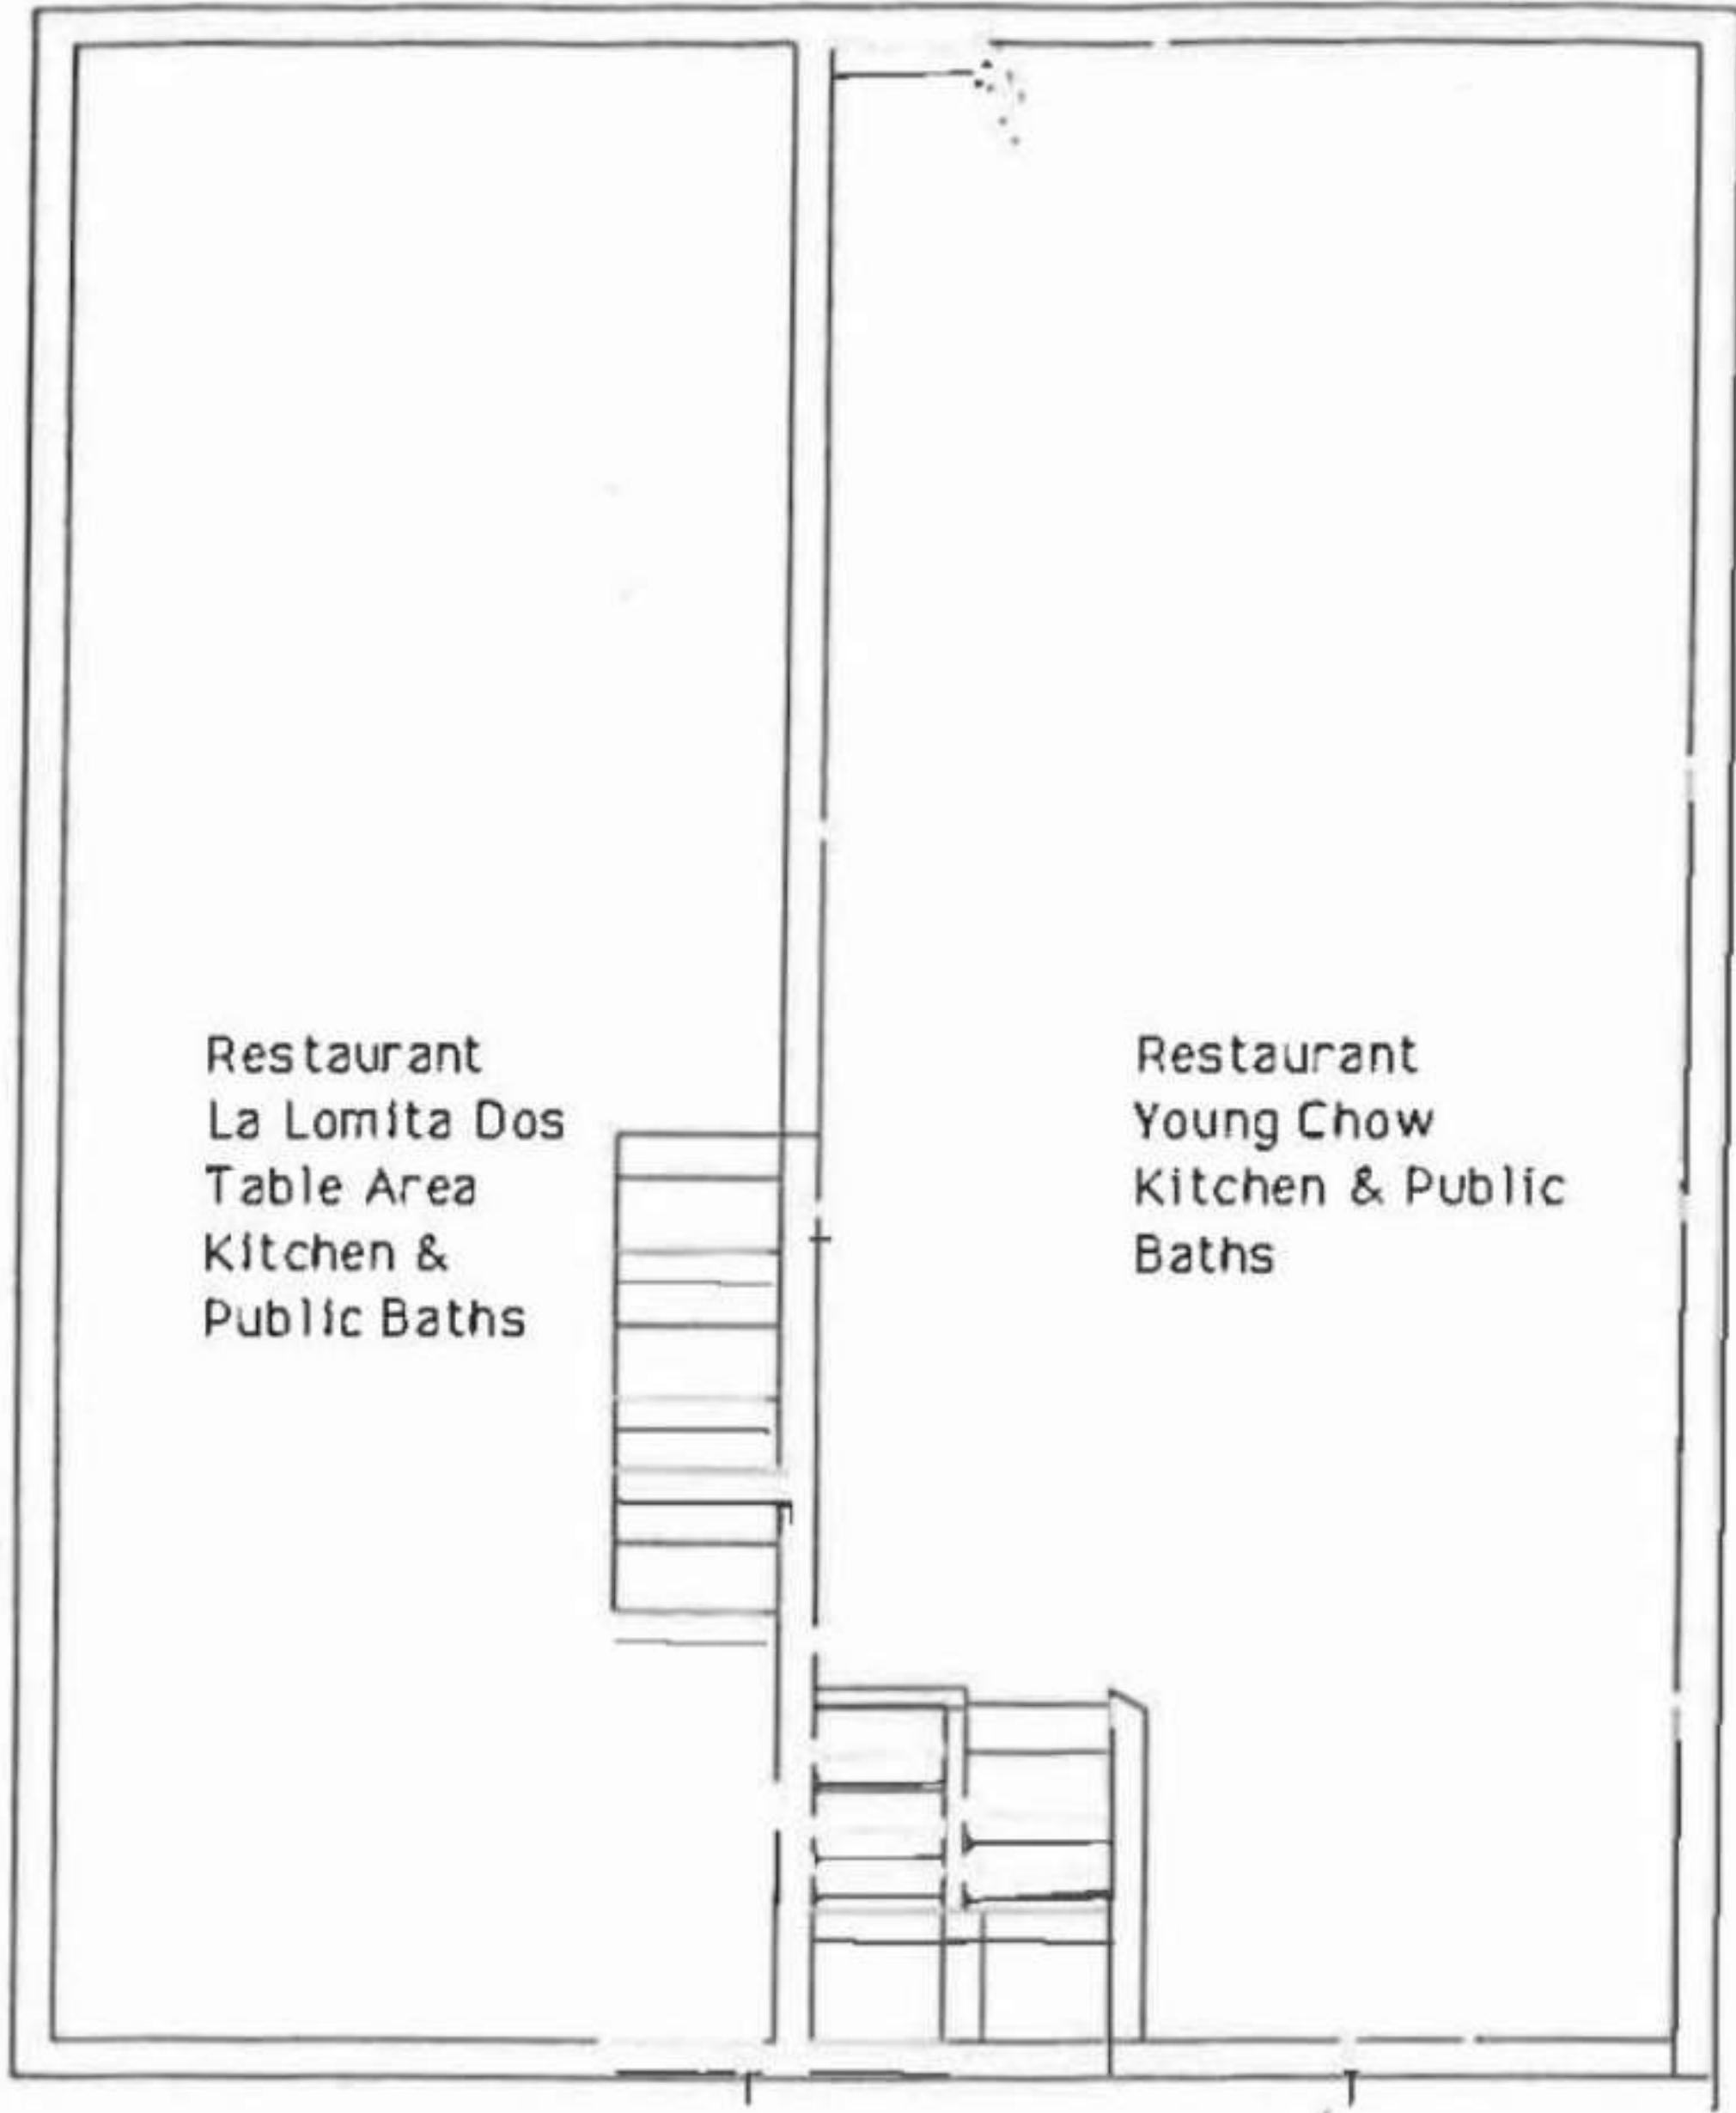 Restaurant
La Lomita Dos
Table Area
Kitchen &
Public Baths
Restaurant
Young Chow
Kitchen & Public
Baths